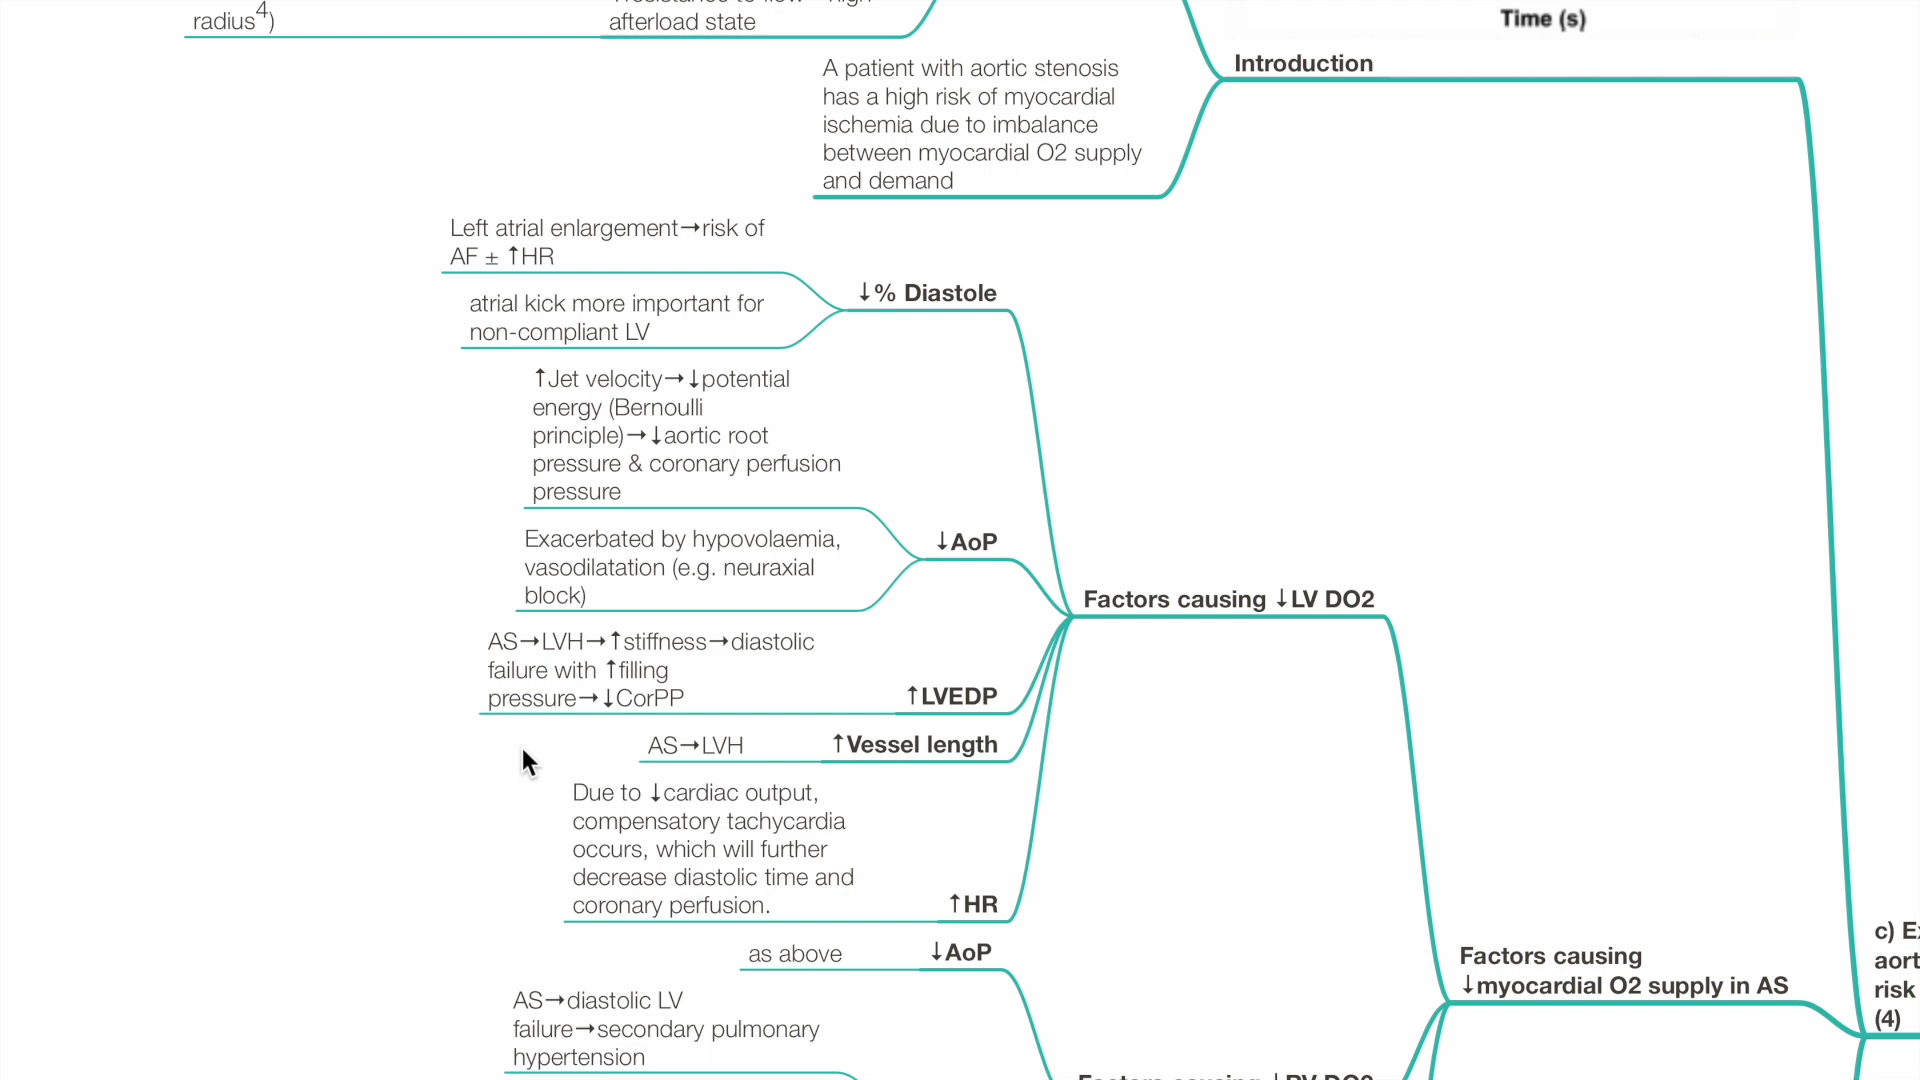 radius4)
afterload state
Time (s)
Introduction
A patient with aortic stenosis
has a high risk of myocardial
ischemia due to imbalance
between myocardial O2 supply
and demand
Left atrial enlargement→risk of
AF ± ↑HR
atrial kick more important for
non-compliant LV
↓% Diastole
↑Jet velocity→↓potential
energy (Bernoulli
principle)→↓aortic root
pressure & coronary perfusion
pressure
Exacerbated by hypovolaemia,
vasodilatation (e.g. neuraxial
block)
↓AoP
AS→LVH→↑stiffness→diastolic
failure with ↑filling
pressure→↓CorPP
↑LVEDP
AS→LVH
↑Vessel length
Due to ↓cardiac output,
compensatory tachycardia
occurs, which will further
decrease diastolic time and
coronary perfusion.
↑HR
Factors causing ↓LV DO2
as above
↓AoP
AS→diastolic LV
failure→secondary pulmonary
hypertension
Factors causing ↓RV DO2
Factors causing
↓myocardial O2 supply in AS
c)
risk
(4)